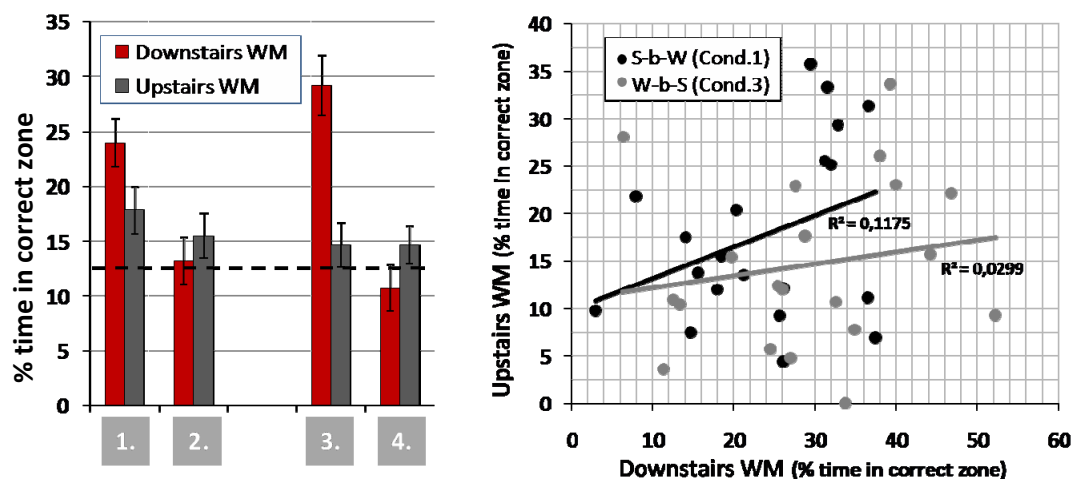 % time in correct zone
35
30
25
20
15
10
5
0
Downstairs WM
Upstairs WM
1.
2.
3.
4.
Upstairs WM (% time in correct zone)
40
35
30
25
20
15
10
5
0
S-b-W (Cond.1)
W-b-S (Cond.3)
R² = 0,1175
R² = 0,0299
0 10 20 30 40 50 60
Downstairs WM (% time in correct zone)